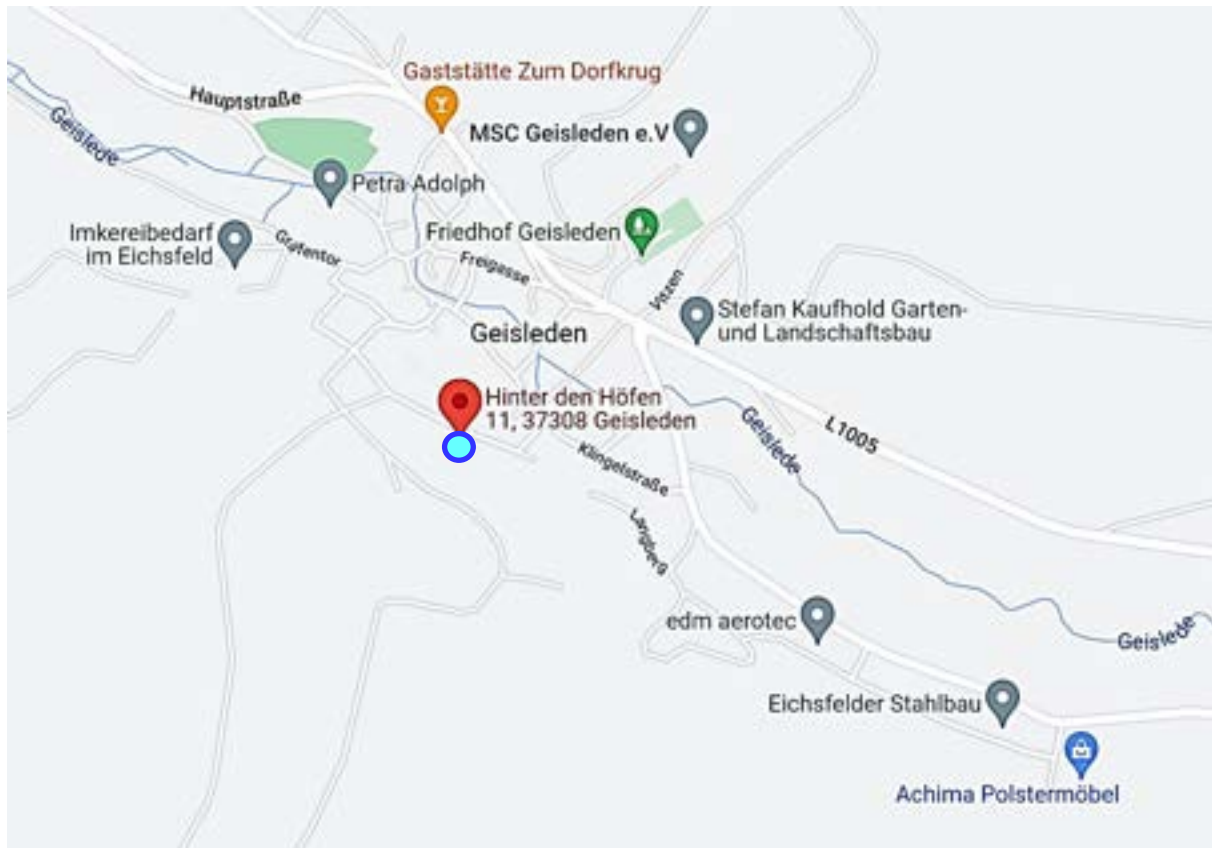 Gaststätte Zum Dorfkrug
Hauptstraße
Geislede
MSC Geisleden e.V
Petra Adolph
Imkereibedarf
im Eichsfeld
Friedhof Geisleden
Freigasse
Stefan Kaufhold Garten-
und Landschaftsbau
Geisleden
Hinter den Höfen
11, 37308 Geisleden
L1005
Geislede
Klingelstraße
Langberg
edm aerotec
Geislede
Eichsfelder Stahlbau
Achima Polstermöbel